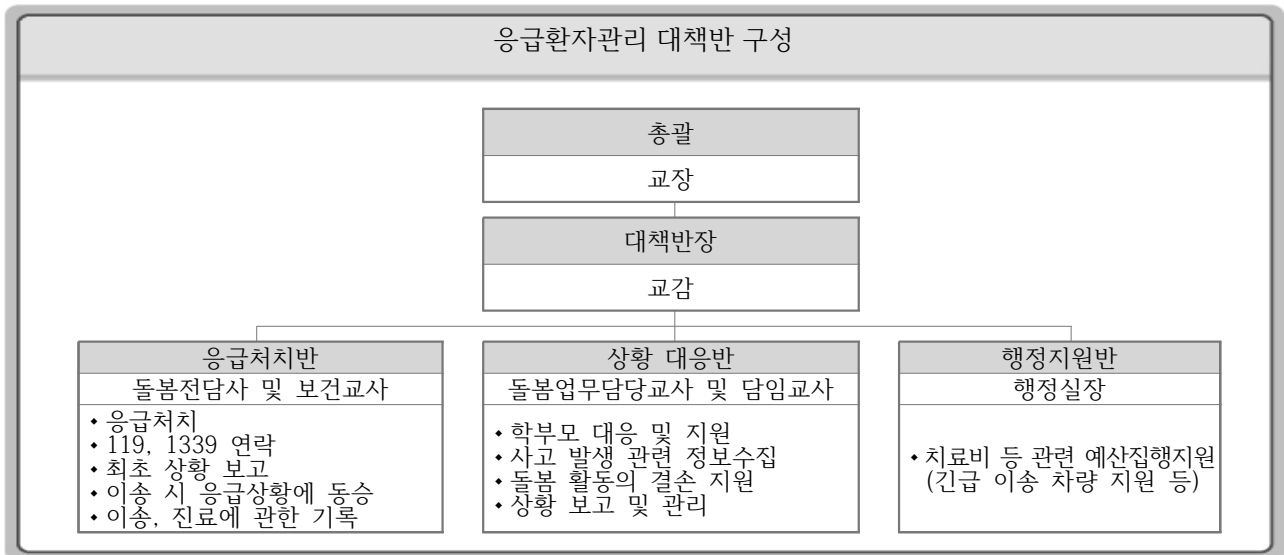 응급환자관리 대책반 구성
총괄
교장
대책반장
교감
응급처치반
돌봄전담사 및 보건교사
• 응급처치
• 119, 1339 연락
• 최초 상황 보고
• 이송 시 응급상황에 동승
• 이송, 진료에 관한 기록
상황 대응반
돌봄업무담당교사 및 담임교사
• 학부모 대응 및 지원
• 사고 발생 관련 정보수집
• 돌봄 활동의 결손 지원
• 상황 보고 및 관리
행정지원반
행정실장
• 치료비 등 관련 예산집행지원
(긴급 이송 차량 지원 등)